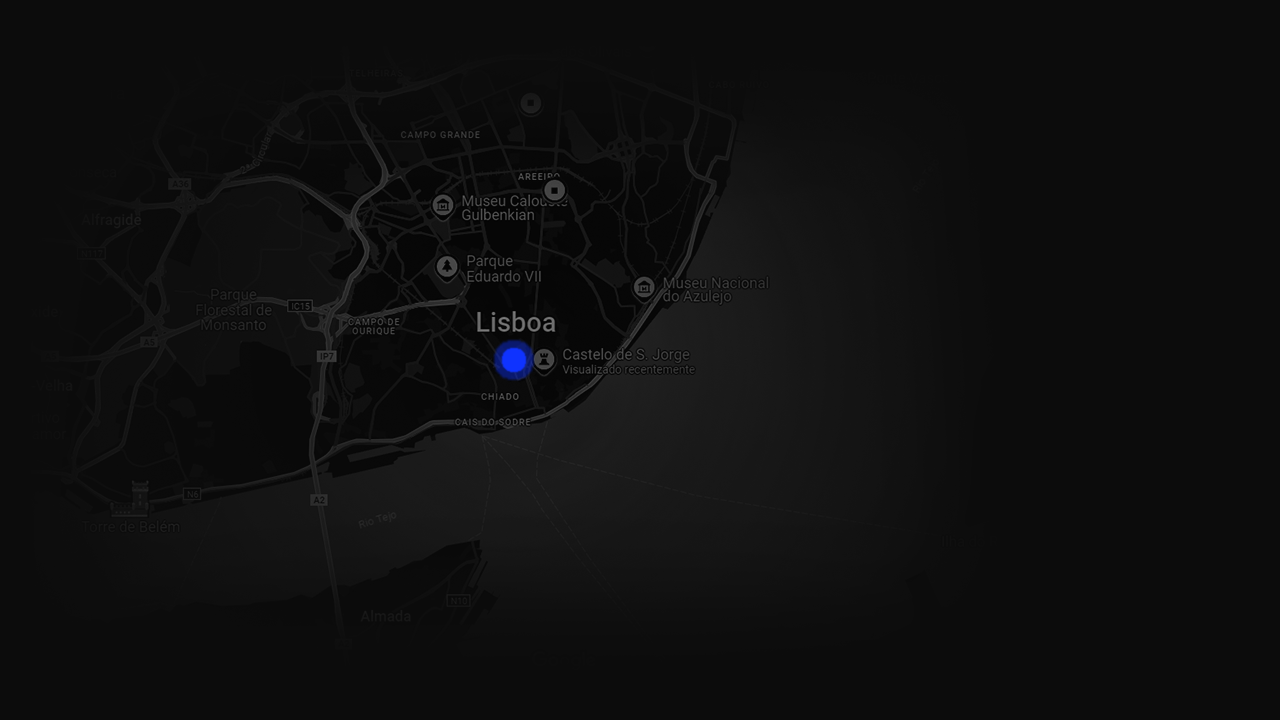 CAMPO GRANDE
AREEIRO
A36
Museu Calouste
Gulbenkian
Alfragide
Parque
Eduardo VII
Museu Nacional
do Azulejo
Parque
Florestal de
Monsanto
IC15
CAMPO DE
OURIQUE
Lisboa
A5
IP7
Castelo de S. Jorge
Visualizado recentemente
CHIADO
CAIS DO SODRE
N6
A2
Rio Tejo
Torre de Belém
N10
Almada